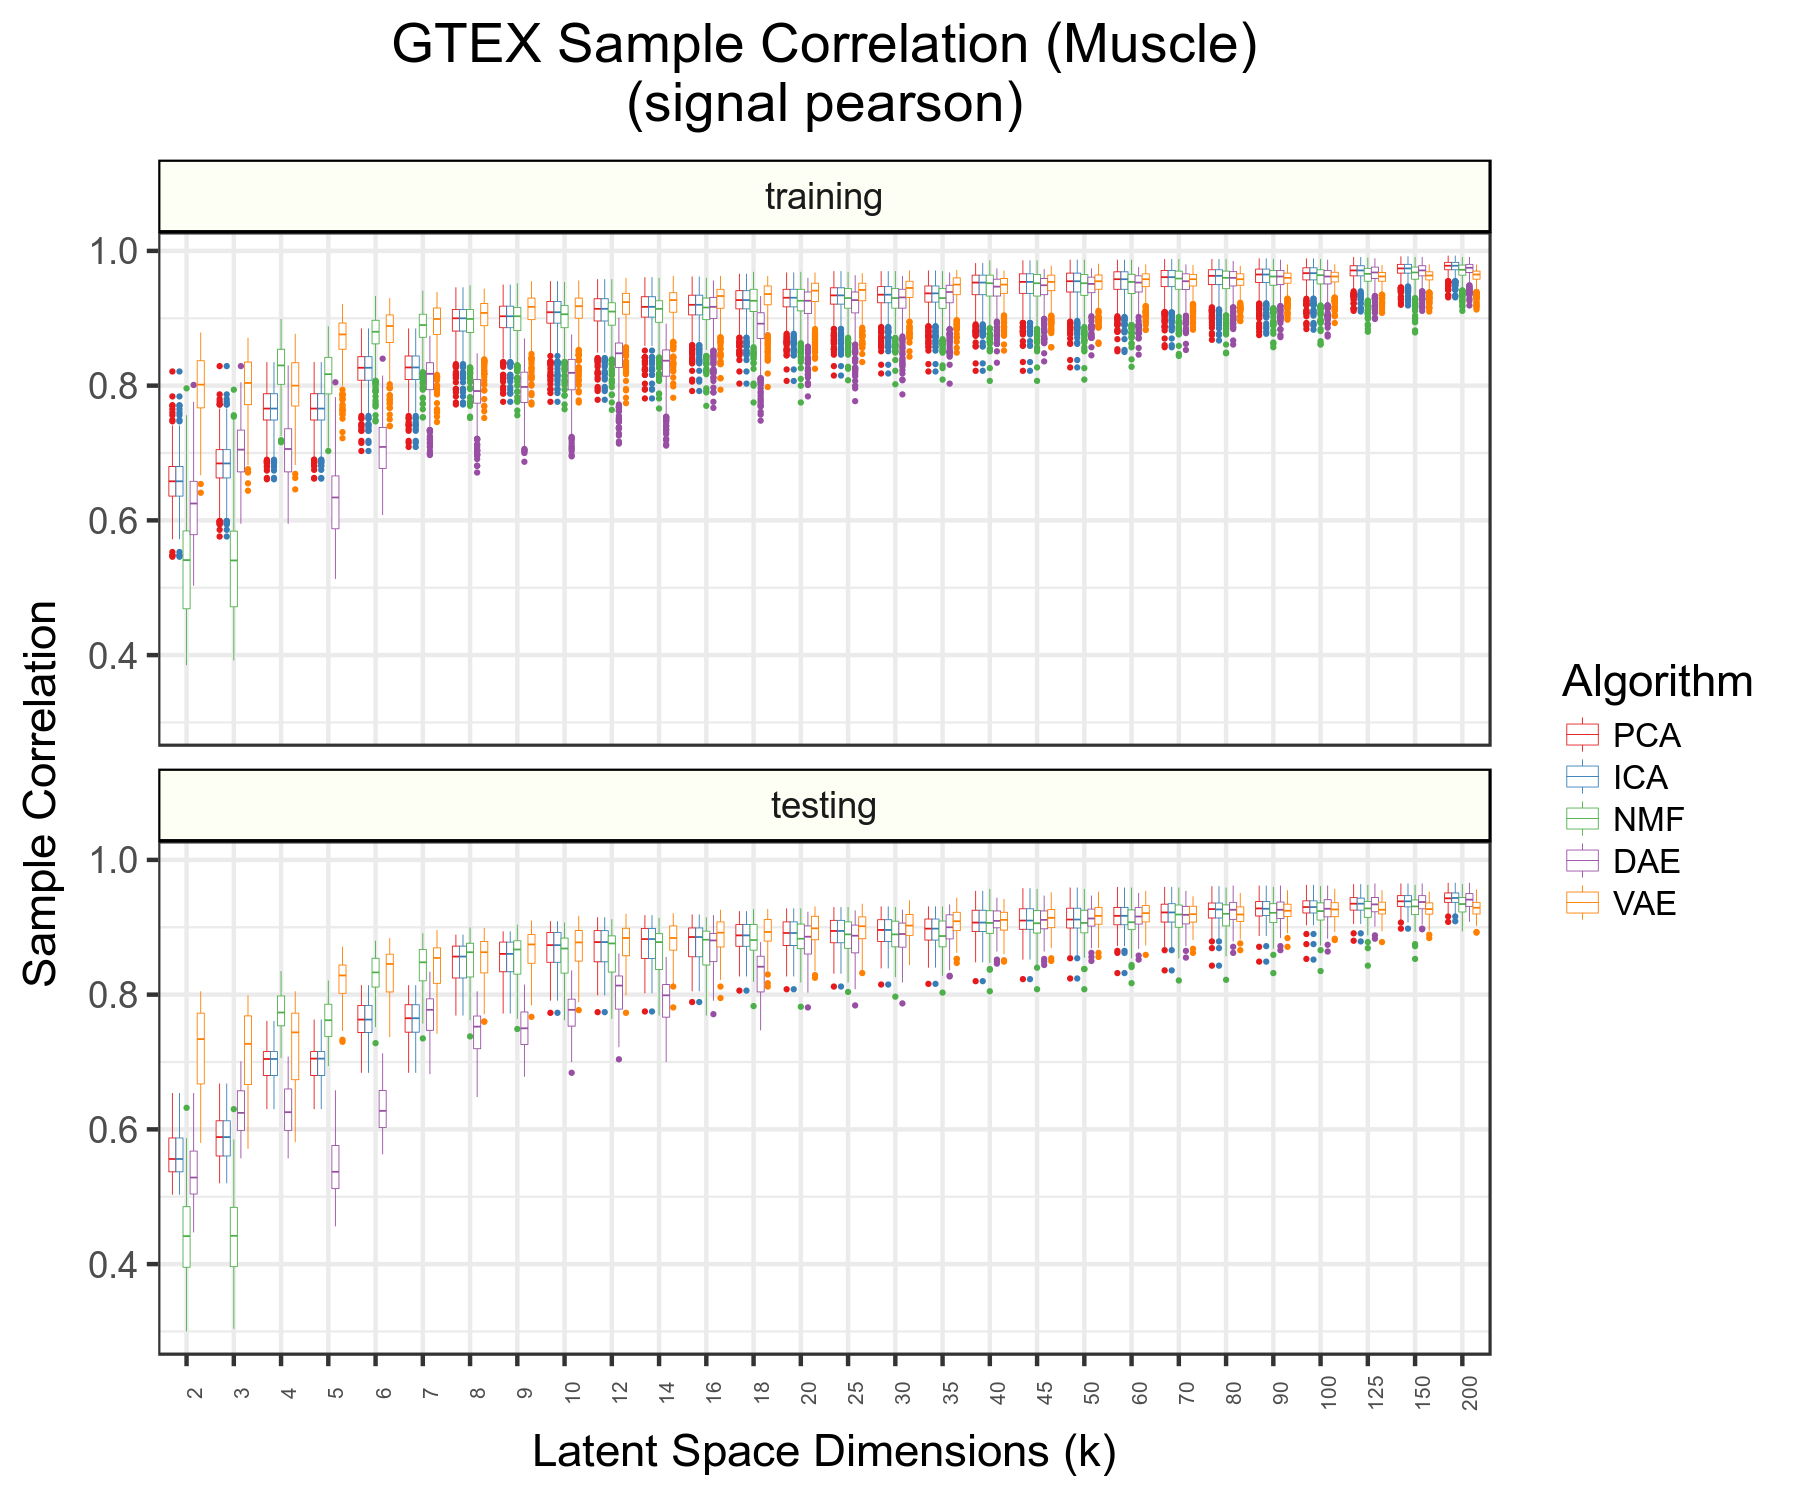 GTEX Sample Correlation (Muscle)
(signal pearson)
training
1.0
0.8
0.6
0.4
testing
1.0
0.8
0.6
0.4
Sample Correlation
2 3 4 5 6 7 8 9 10 12 14 16 18 20 25 30 35 40 45 50 60 70 80 90 100 125 150 200
Latent Space Dimensions (k)
Algorithm
PCA
ICA
NMF
DAE
VAE